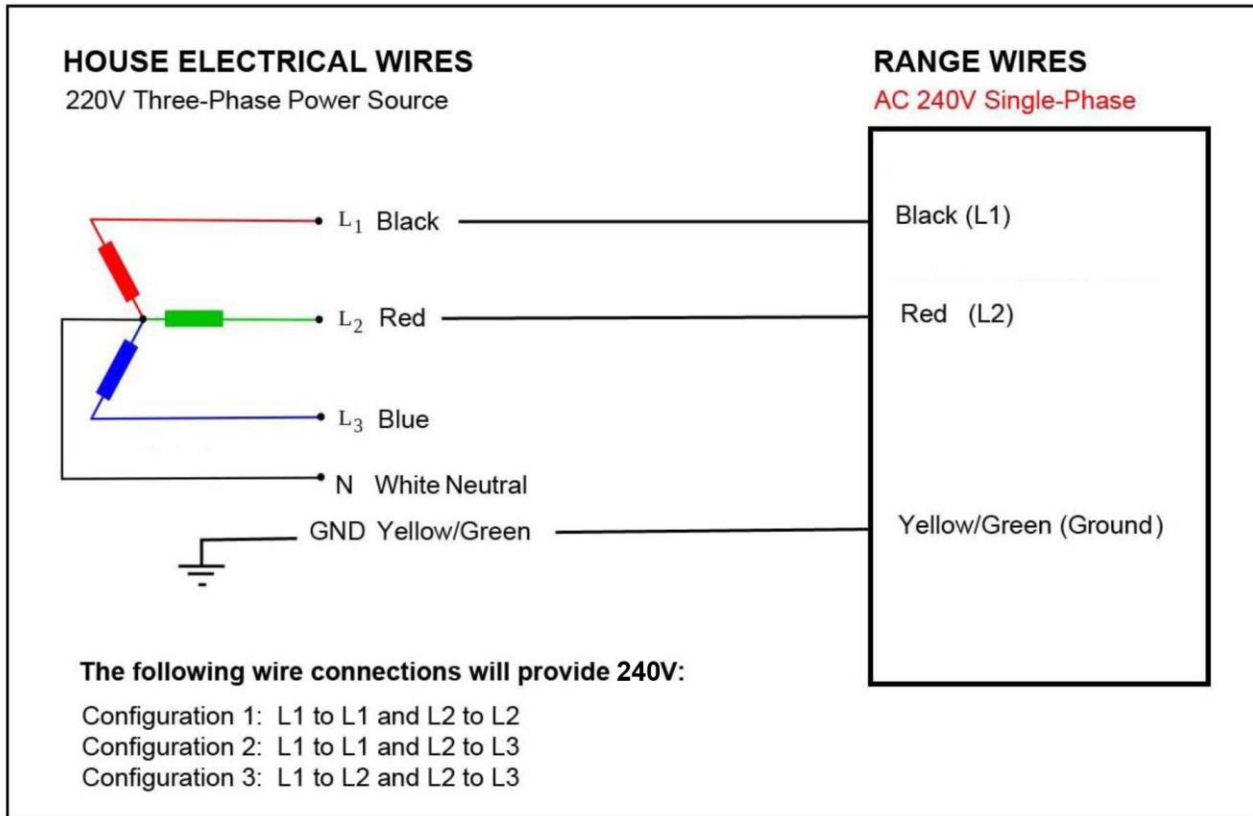 HOUSE ELECTRICAL WIRES
220V Three-Phase Power Source
RANGE WIRES
AC 240V Single-Phase
L1 Black
Black (L1)
L2 Red
Red (L2)
L3 Blue
N White Neutral
GND Yellow/Green
Yellow/Green (Ground)
The following wire connections will provide 240V:
Configuration 1: L1 to L1 and L2 to L2
Configuration 2: L1 to L1 and L2 to L3
Configuration 3: L1 to L2 and L2 to L3